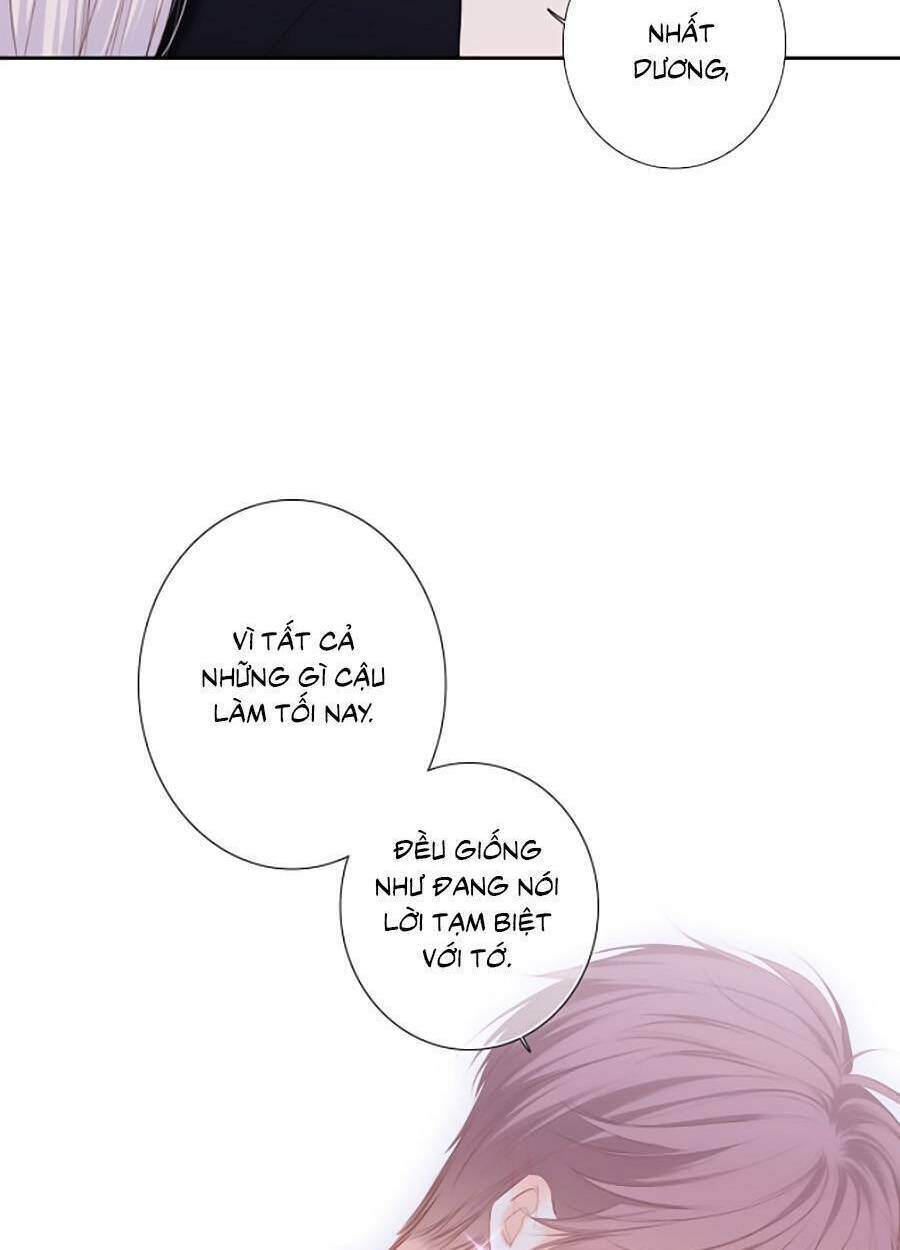 NHẤT
DƯƠNG,
VÌ TẤT CẢ
NHỮNG GÌ CẬU
LÀM TỐI NAY.
ĐỀU GIỐNG
NHƯ ĐANG NÓI
LỜI TẠM BIỆT
VỚI TỚ.